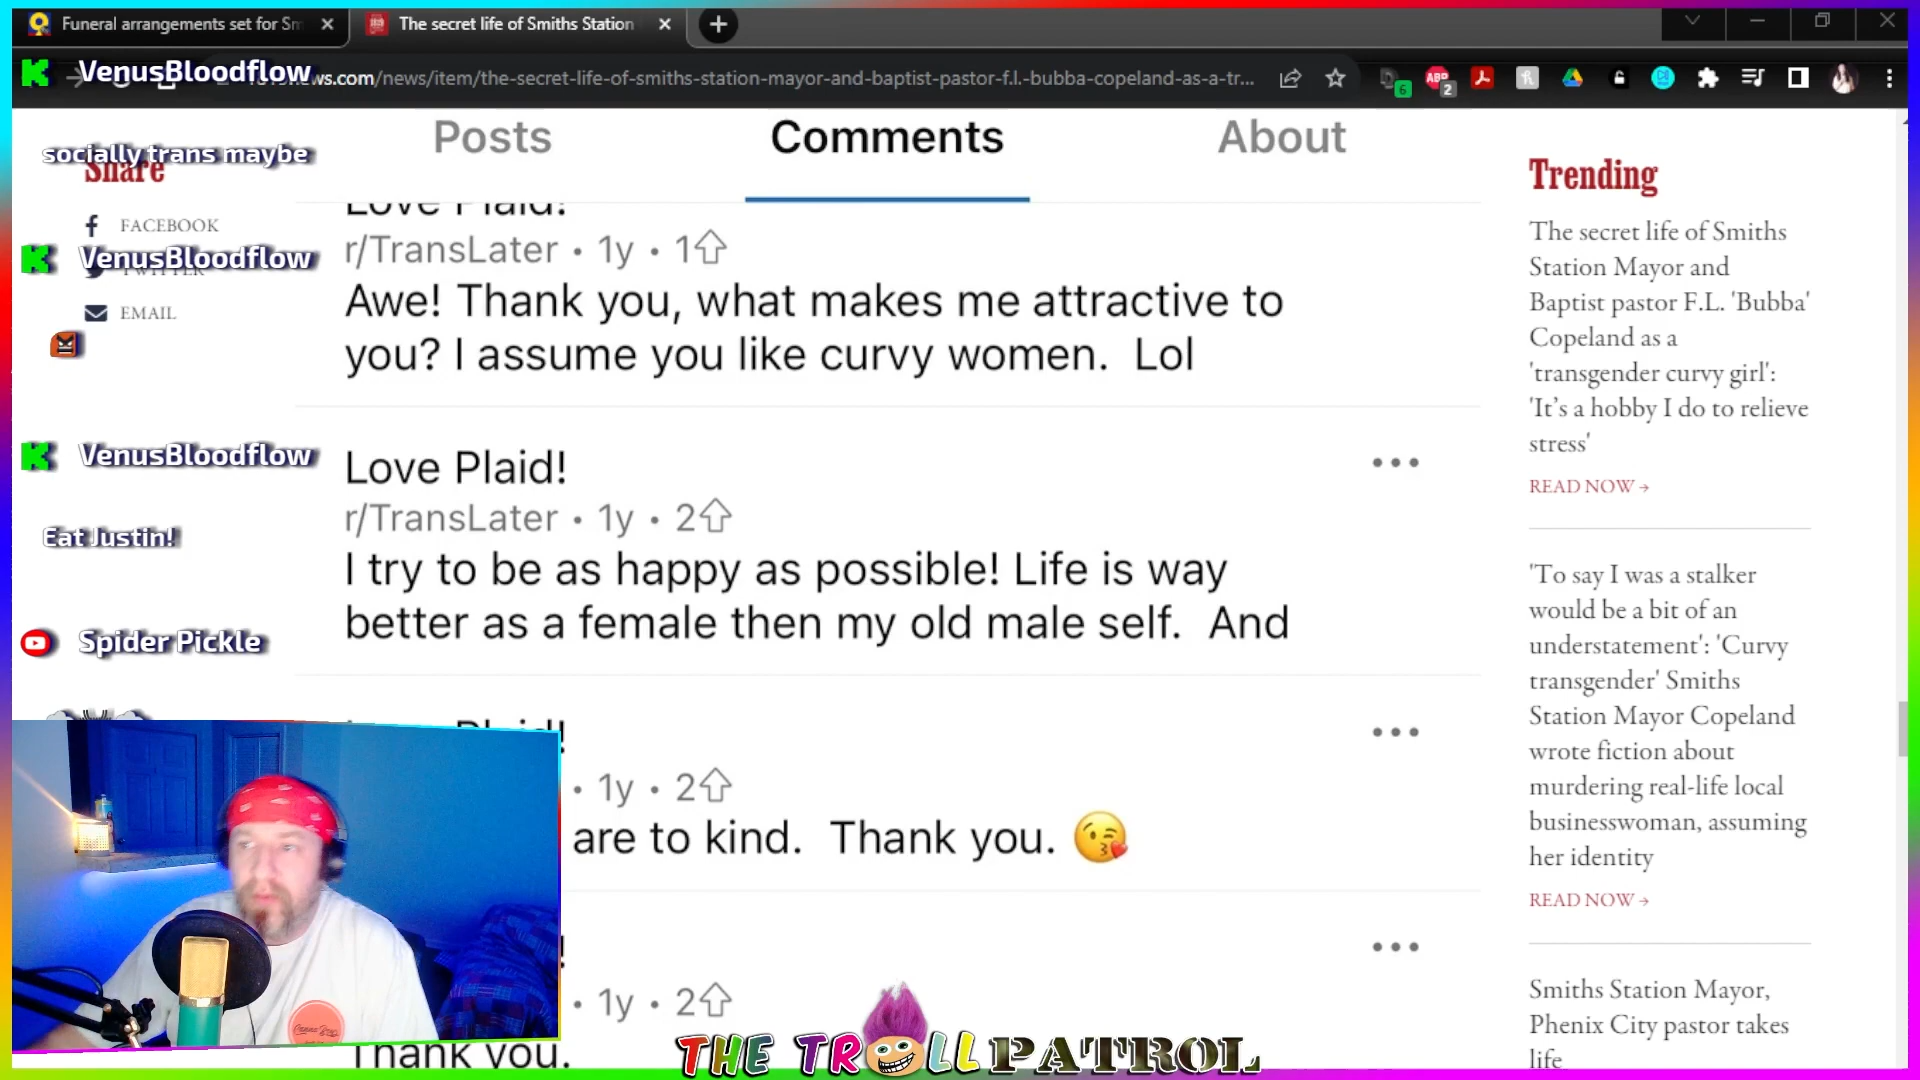 Funeral arrangements set for Sm
The secret life of Smiths Station
VenusBloodflow
ws.com/news/item/the-secret-life-of-smiths-station-mayor-and-baptist-pastor-f.l.-bubba-copeland-as-a-tr...
6
ABP
2
Posts
Comments
About
socially trans maybe
Share
FACEBOOK
VenusBloodflow
TWITTER
EMAIL
VenusBloodflow
Eat Justin!
Spider Pickle
Love Plaid!
r/TransLater • 1y • 1
Awe! Thank you, what makes me attractive to
you? I assume you like curvy women. Lol
Love Plaid!
r/TransLater • 1y • 2
I try to be as happy as possible! Life is way
better as a female then my old male self. And
• 1y • 2
are to kind. Thank you. 😘
• 1y • 2
Thank you.
Trending
The secret life of Smiths
Station Mayor and
Baptist pastor F.L. 'Bubba'
Copeland as a
'transgender curvy girl':
'It's a hobby I do to relieve
stress'
READ NOW →
'To say I was a stalker
would be a bit of an
understatement': 'Curvy
transgender' Smiths
Station Mayor Copeland
wrote fiction about
murdering real-life local
businesswoman, assuming
her identity
READ NOW →
Smiths Station Mayor,
Phenix City pastor takes
life
THE TROLL PATROL